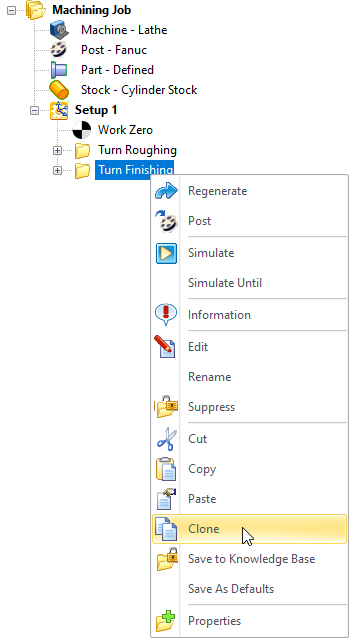 Machining Job
Machine - Lathe
Post - Fanuc
Part - Defined
Stock - Cylinder Stock
Setup 1
Work Zero
Turn Roughing
Turn Finishing
Regenerate
Post
Simulate
Simulate Until
Information
Edit
Rename
Suppress
Cut
Copy
Paste
Clone
Save to Knowledge Base
Save As Defaults
Properties